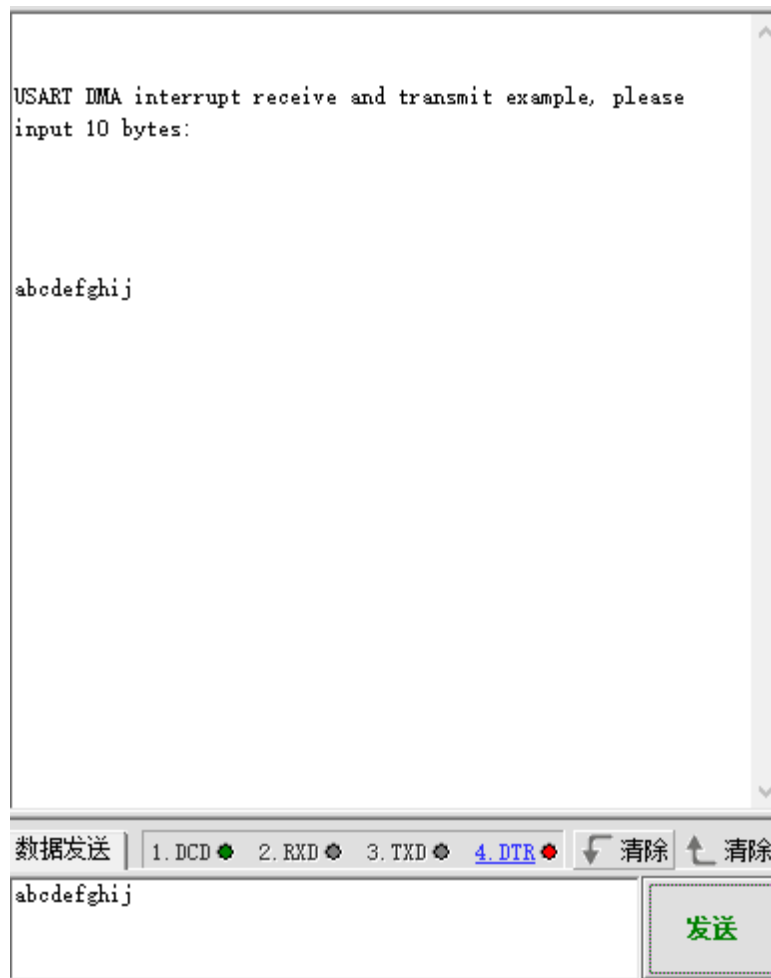 USART DMA interrupt receive and transmit example, please
input 10 bytes:
abcdefghij
数据发送 1.DCD 2.RXD 3.TXD 4.DTR 清除 清除
abcdefghij
发送